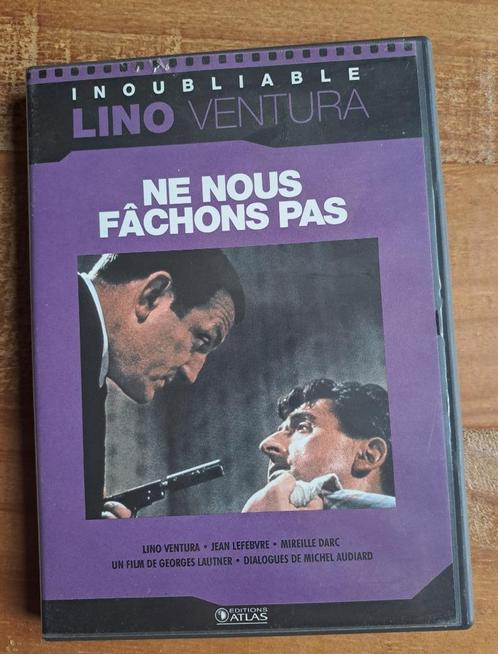 INOUBLIABLE
LINO VENTURA
NE NOUS
FÂCHONS PAS
LINO VENTURA • JEAN LEFEBVRE • MIREILLE DARC
UN FILM DE GEORGES LAUTNER • DIALOGUES DE MICHEL AUDIARD
EDITIONS
ATLAS